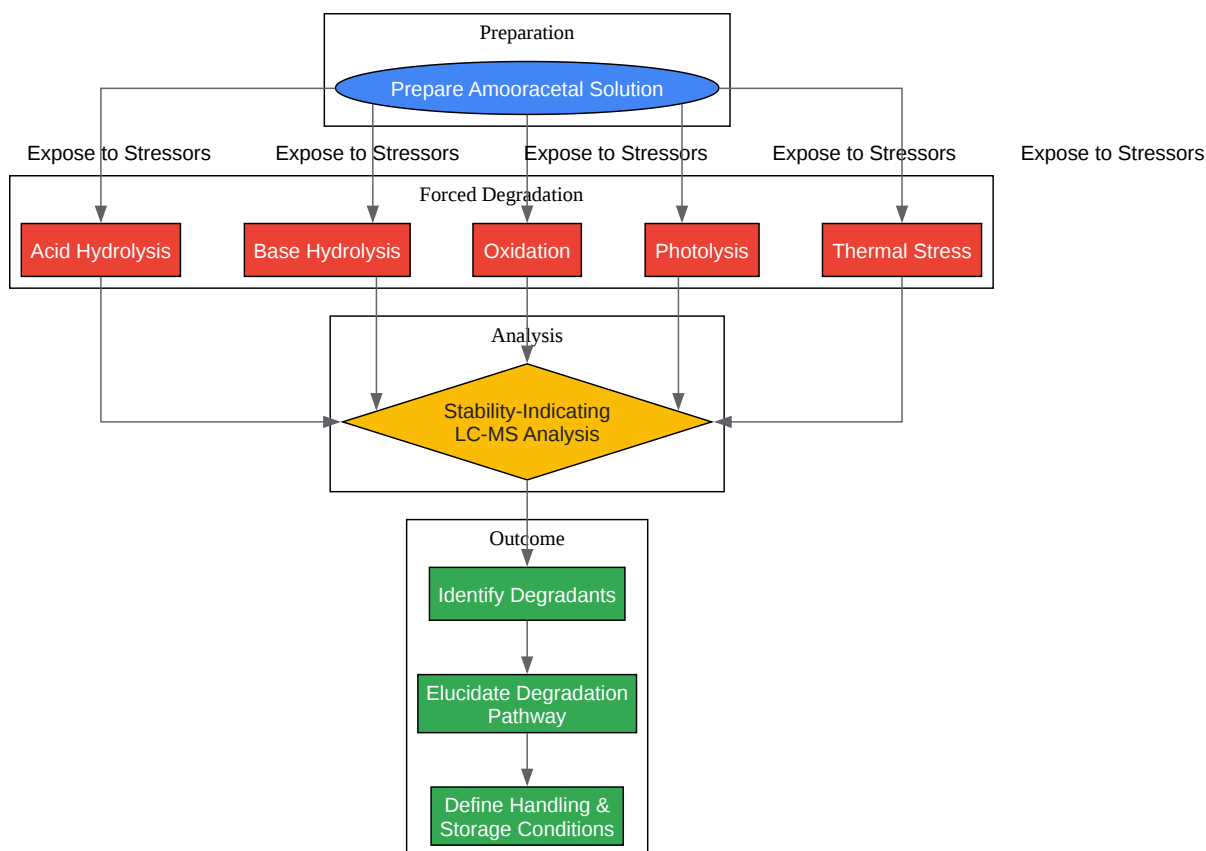 Preparation
Prepare Amooracetal Solution
Expose to Stressors
Expose to Stressors
Expose to Stressors
Expose to Stressors
Expose to Stressors
Forced Degradation
Acid Hydrolysis
Base Hydrolysis
Oxidation
Photolysis
Thermal Stress
Analysis
Stability-Indicating
LC-MS Analysis
Outcome
Identify Degradants
Elucidate Degradation
Pathway
Define Handling &
Storage Conditions